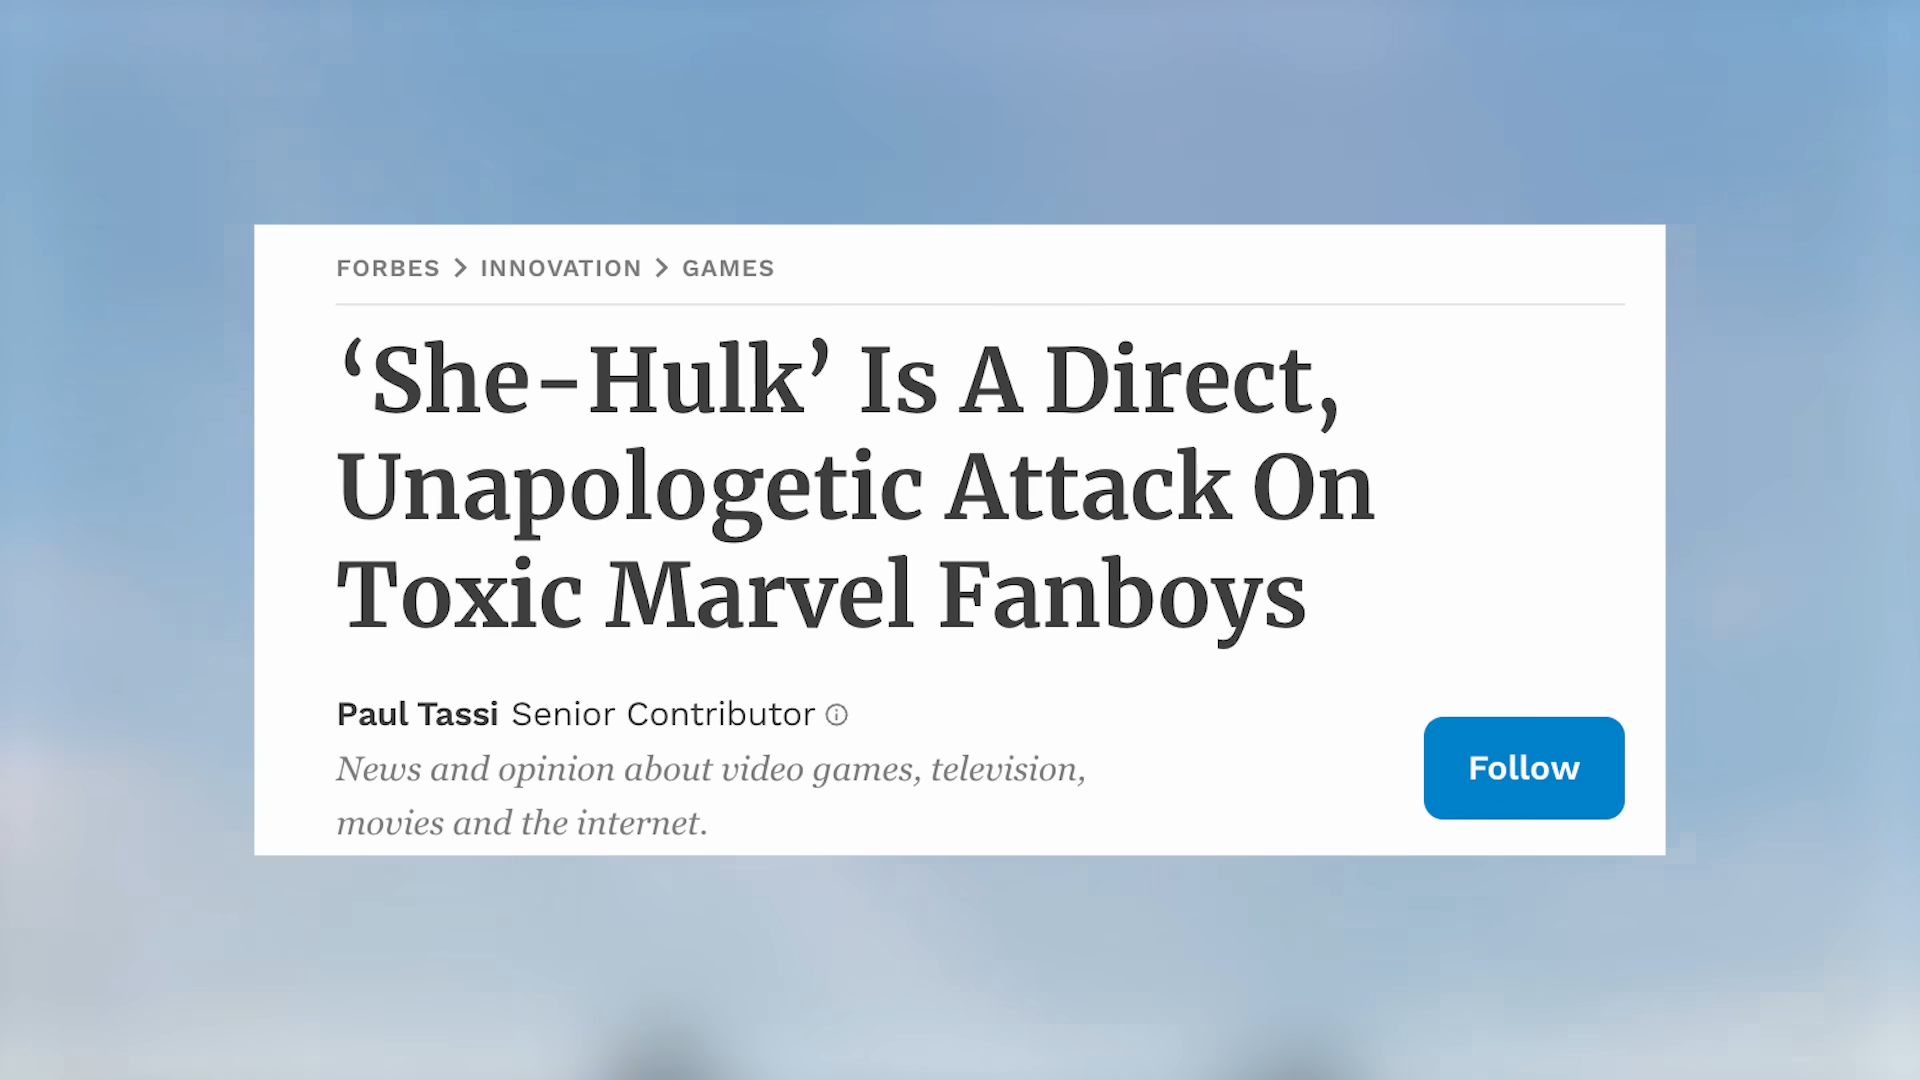 FORBES > INNOVATION > GAMES
‘She-Hulk’ Is A Direct,
Unapologetic Attack On
Toxic Marvel Fanboys
Paul Tassi Senior Contributor
News and opinion about video games, television,
movies and the internet.
Follow